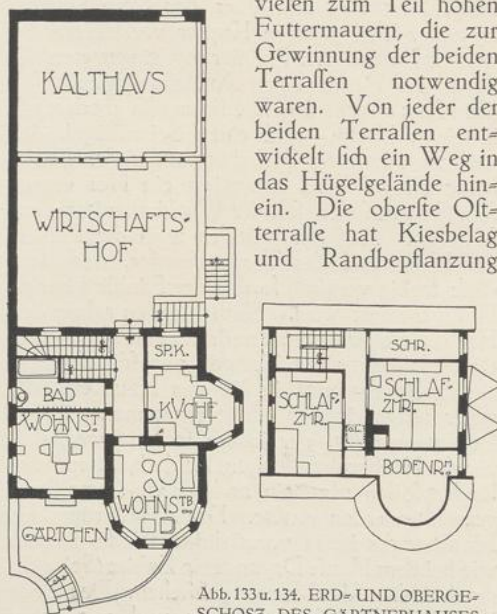 vielen zum Teil hohen
Futtermauern, die zur
Gewinnung der beiden
Terraſſen notwendig
waren. Von jeder der
beiden Terraſſen ent⸗
wickelt ſich ein Weg in
das Hügelgelände hin⸗
ein. Die oberſte Oſt⸗
terraſſe hat Kiesbelag
und Randbepflanzung
KALTHAVS
WIRTSCHAFTS-
HOF
SP.K.
BAD
KVCHE
WOHNST.
WOHNSTB
GÄRTCHEN
SCHR.
SCHLAF-
ZMR.
SCHLAF-
ZMR.
BODENR.
Abb. 133 u. 134. ERD⸗ UND OBERGE⸗
SCHOSZ DES GÄRTNERHAUSES